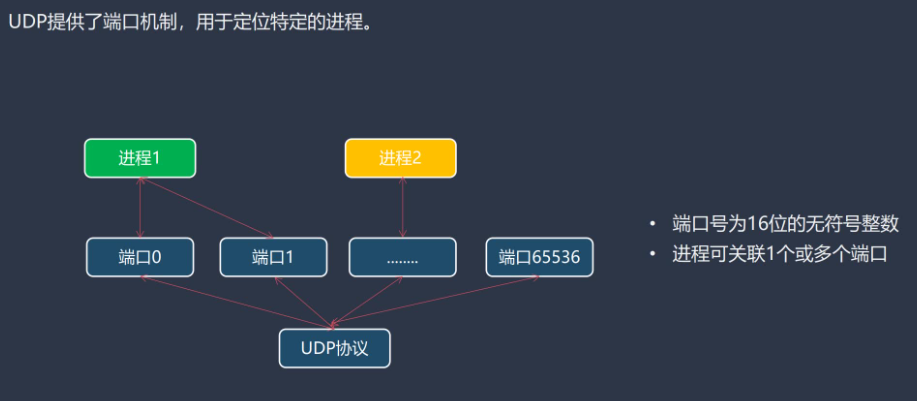 UDP提供了端口机制，用于定位特定的进程。
进程1
进程2
端口0
端口1
........
端口65536
UDP协议
• 端口号为16位的无符号整数
• 进程可关联1个或多个端口